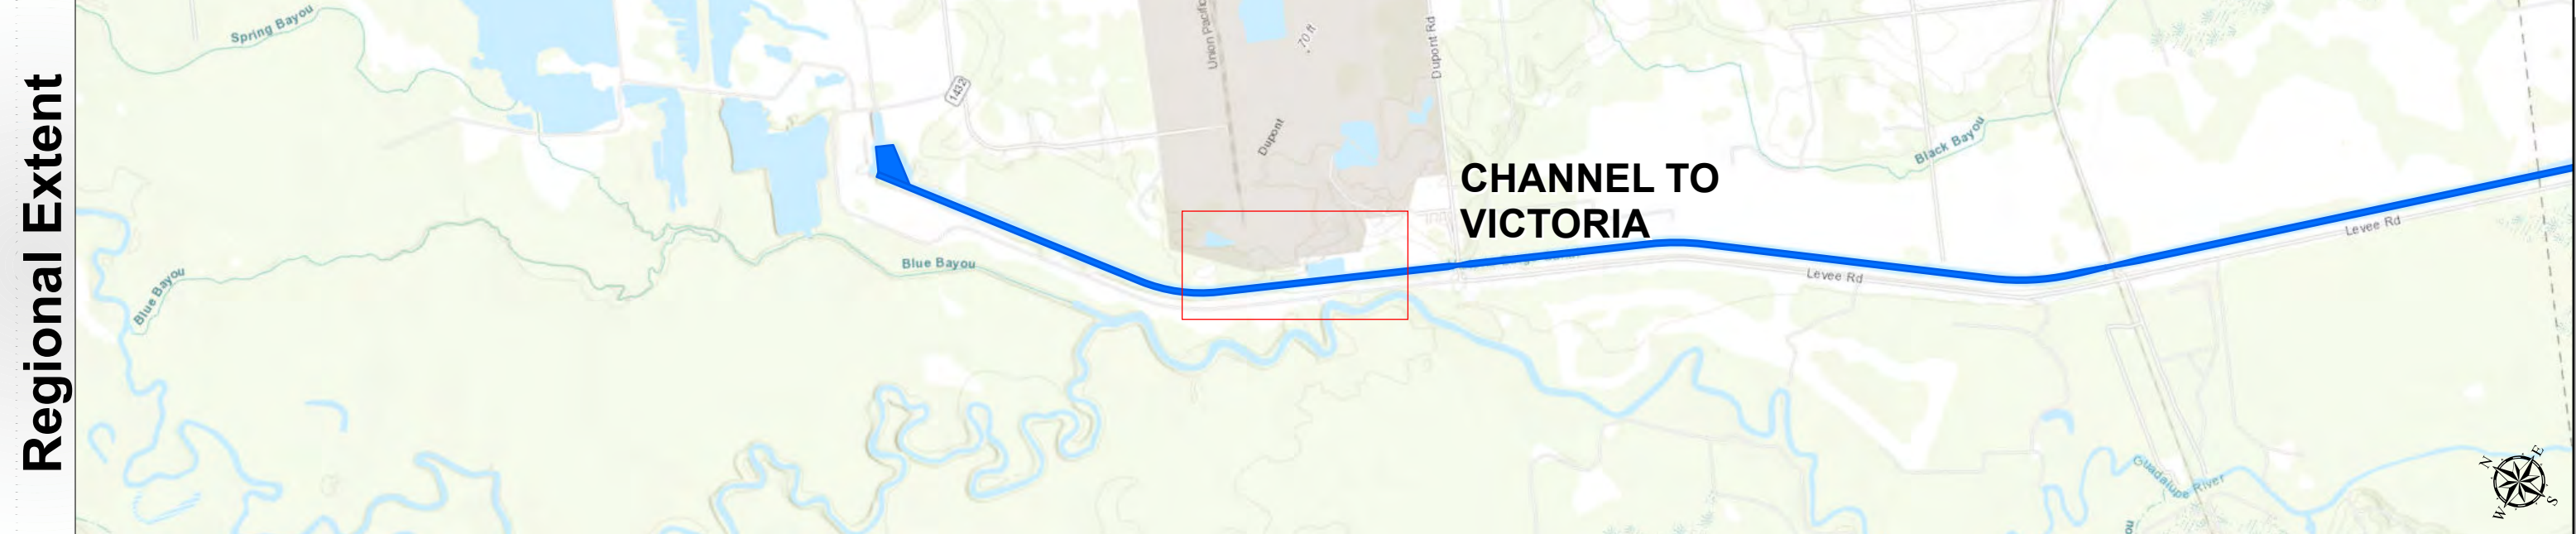 Regional Extent
Spring Bayou
Union Pacific
70 ft
Dupont Rd
1432
Dupont
Black Bayou
CHANNEL TO
VICTORIA
Levee Rd
Levee Rd
Blue Bayou
Blue Bayou
Guadalupe River
N
E
S
W
ou